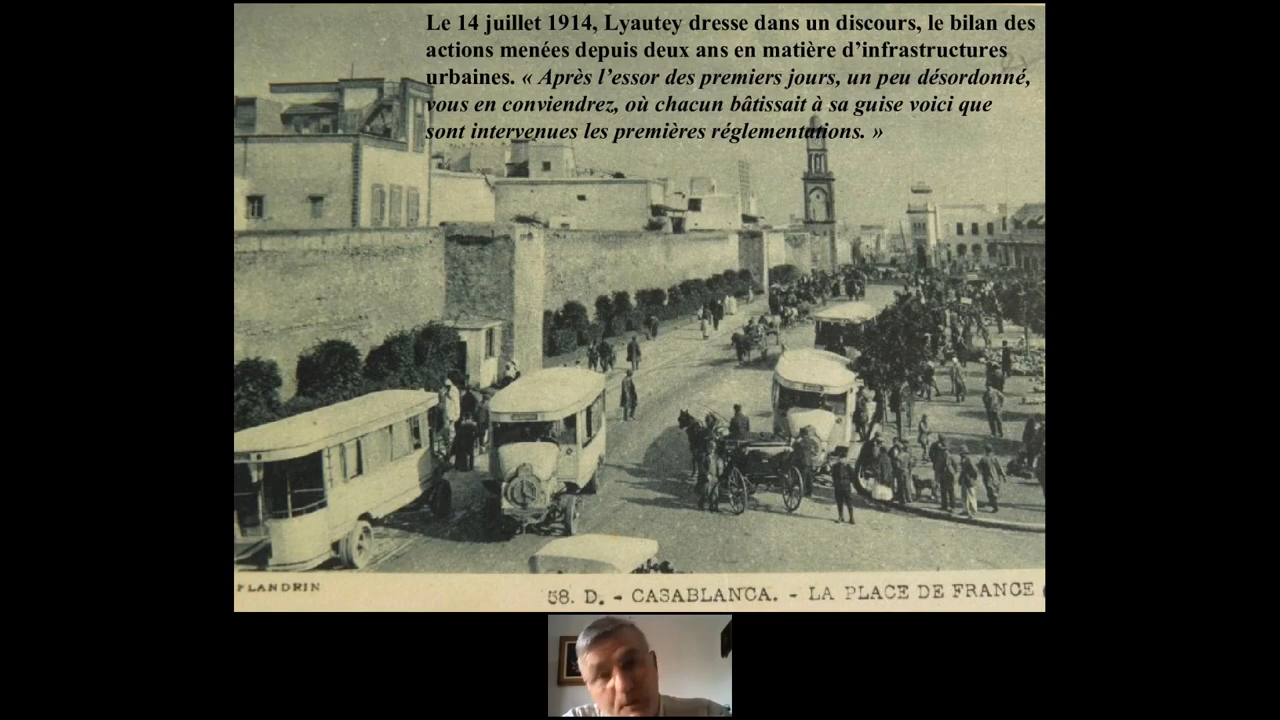 Le 14 juillet 1914, Lyautey dresse dans un discours, le bilan des
actions menées depuis deux ans en matière d’infrastructures
urbaines. « Après l’essor des premiers jours, un peu désordonné,
vous en conviendrez, où chacun bâtissait à sa guise voici que
sont intervenues les premières réglementations. »
FLANDRIN
58. D. - CASABLANCA. - LA PLACE DE FRANCE